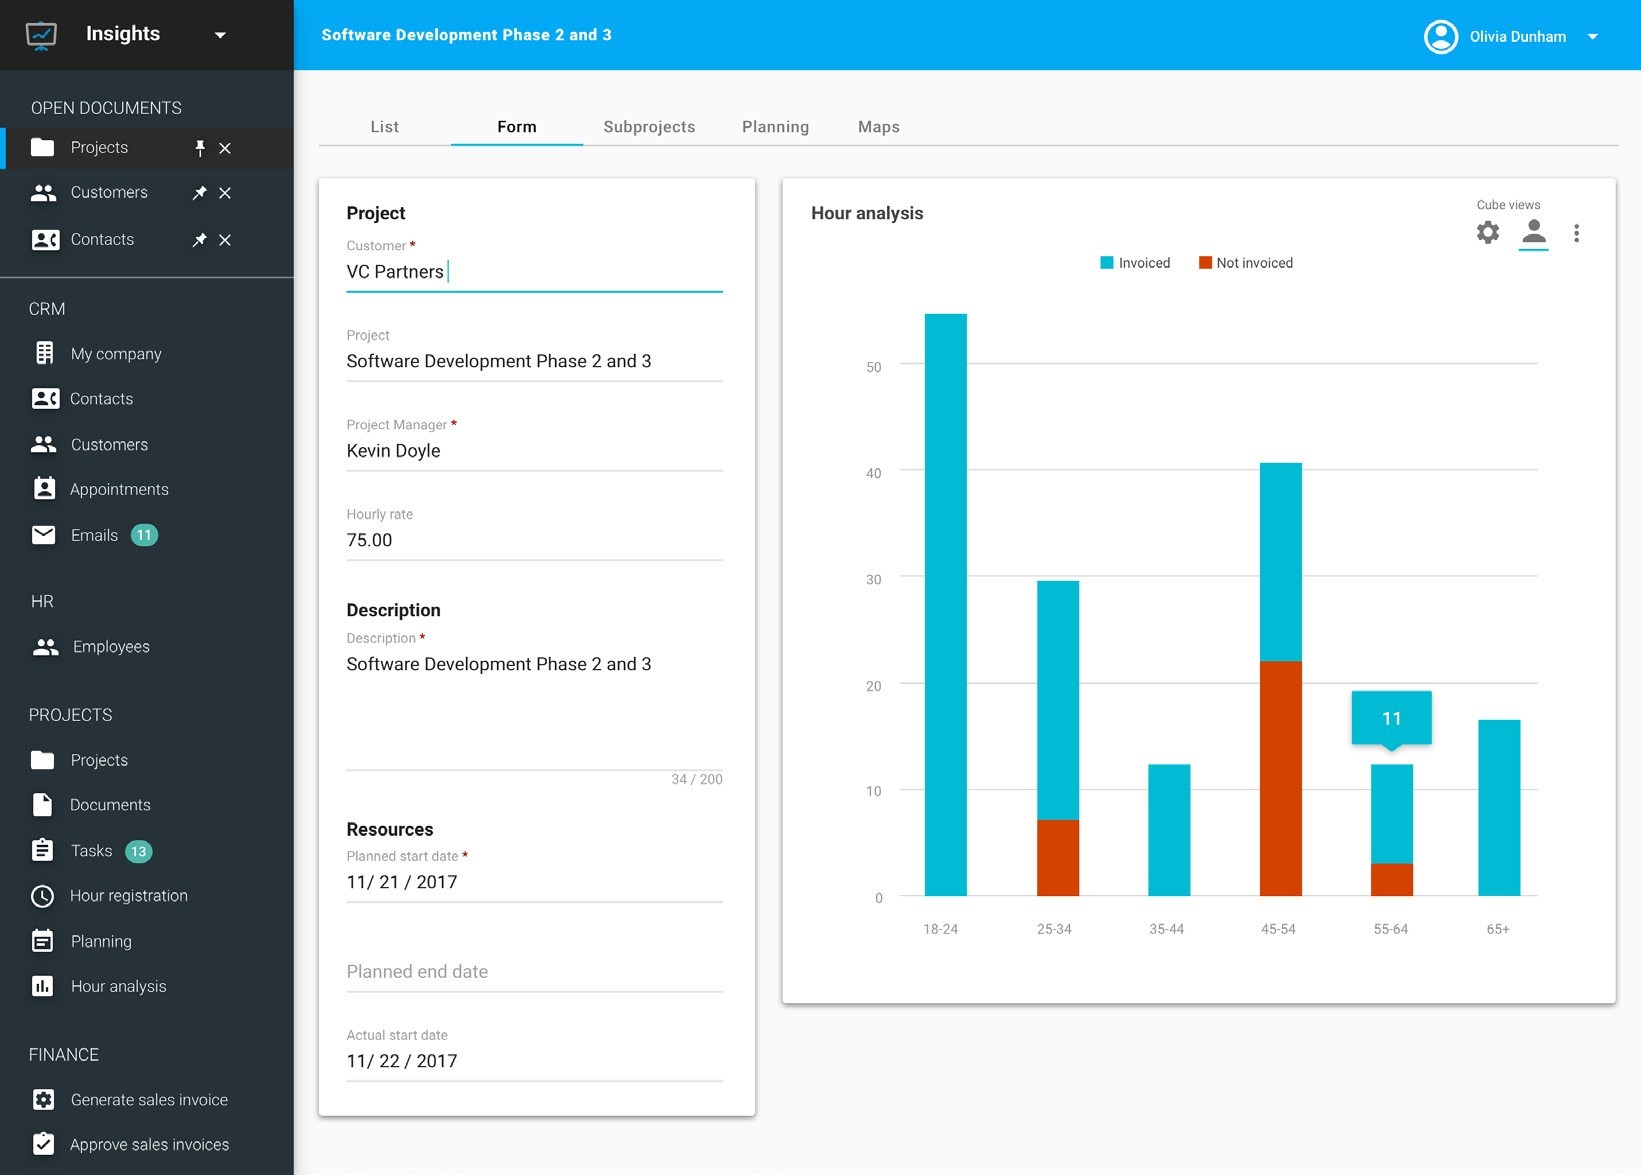 Insights
Software Development Phase 2 and 3
Olivia Dunham
OPEN DOCUMENTS
Projects
Customers
Contacts
CRM
My company
Contacts
Customers
Appointments
Emails 11
HR
Employees
PROJECTS
Projects
Documents
Tasks 13
Hour registration
Planning
Hour analysis
FINANCE
Generate sales invoice
Approve sales invoices
List Form Subprojects Planning Maps
Project
Customer *
VC Partners
Project
Software Development Phase 2 and 3
Project Manager *
Kevin Doyle
Hourly rate
75.00
Description
Description *
Software Development Phase 2 and 3
34 / 200
Resources
Planned start date *
11/ 21 / 2017
Planned end date
Actual start date
11/ 22 / 2017
Hour analysis
Cube views
Invoiced Not invoiced
50
40
30
20
11
10
0
18-24 25-34 35-44 45-54 55-64 65+